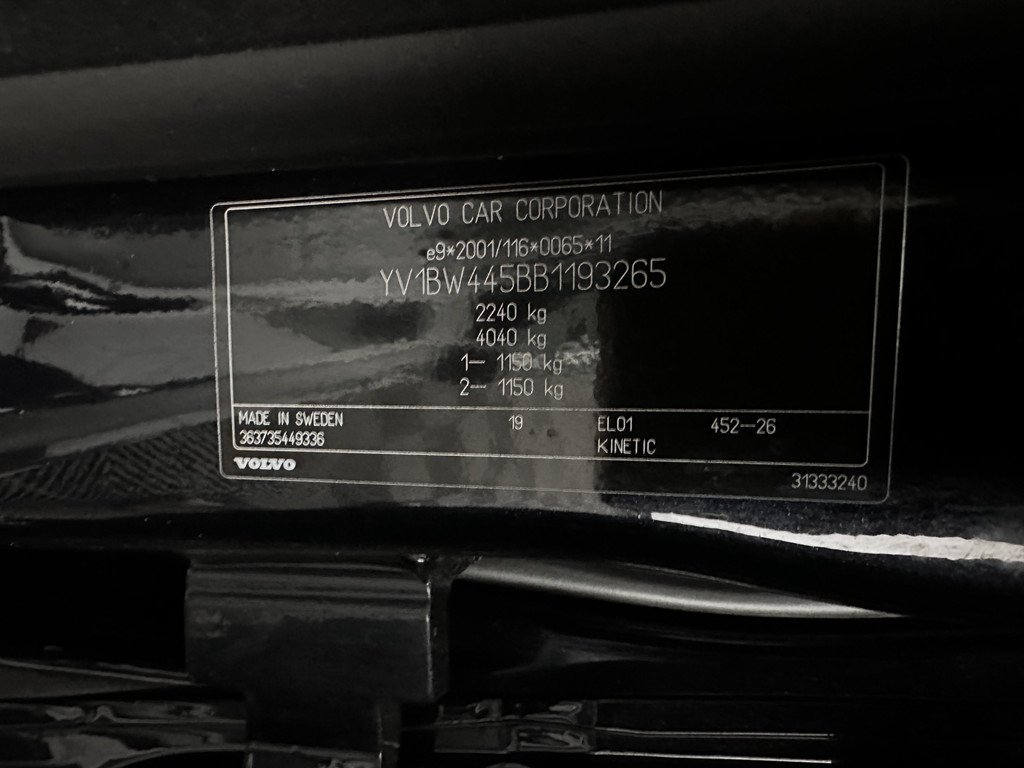 VOLVO CAR CORPORATION
e9*2001/116*0065*11
YV1BW445BB1193265
2240 kg
4040 kg
1— 1150 kg
2— 1150 kg
MADE IN SWEDEN 19 EL01 452—26
363735449336 KINETIC
VOLVO
31333240